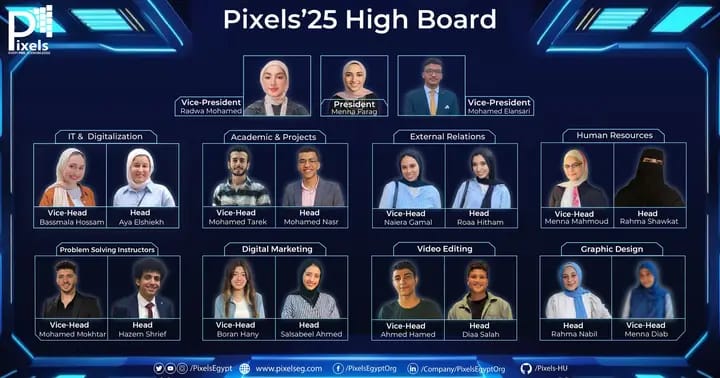 Pixels
Pixels’25 High Board
Vice-President
Radwa Mohamed
President
Menna Farag
Vice-President
Mohamed Elansari
IT & Digitalization
Vice-Head
Bassmala Hossam
Head
Aya Elshiekh
Academic & Projects
Vice-Head
Mohamed Tarek
Head
Mohamed Nasr
External Relations
Vice-Head
Naiera Gamal
Head
Roaa Hitham
Human Resources
Vice-Head
Menna Mahmoud
Head
Rahma Shawkat
Problem Solving Instructors
Vice-Head
Mohamed Mokhtar
Head
Hazem Shrief
Digital Marketing
Vice-Head
Boran Hany
Head
Salsabeel Ahmed
Video Editing
Vice-Head
Ahmed Hamed
Head
Diaa Salah
Graphic Design
Head
Rahma Nabil
Vice-Head
Menna Diab
/PixelsEgypt
www.pixelseg.com
/PixelsEgyptOrg
/Company/PixelsEgyptOrg
/Pixels-HU